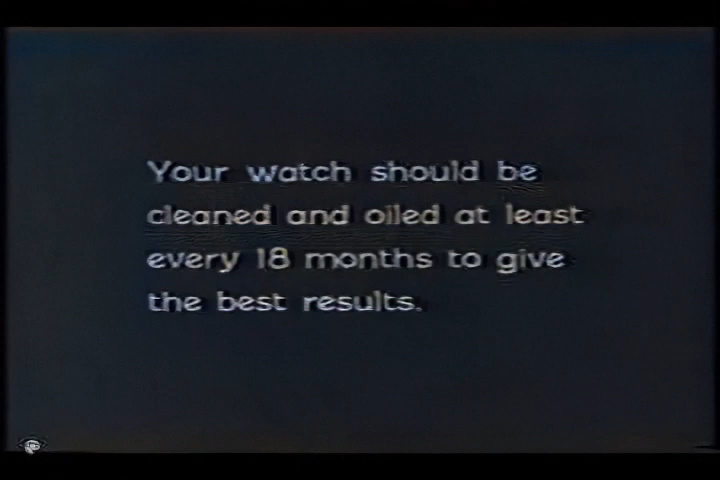 Your watch should be
cleaned and oiled at least
every 18 months to give
the best results.